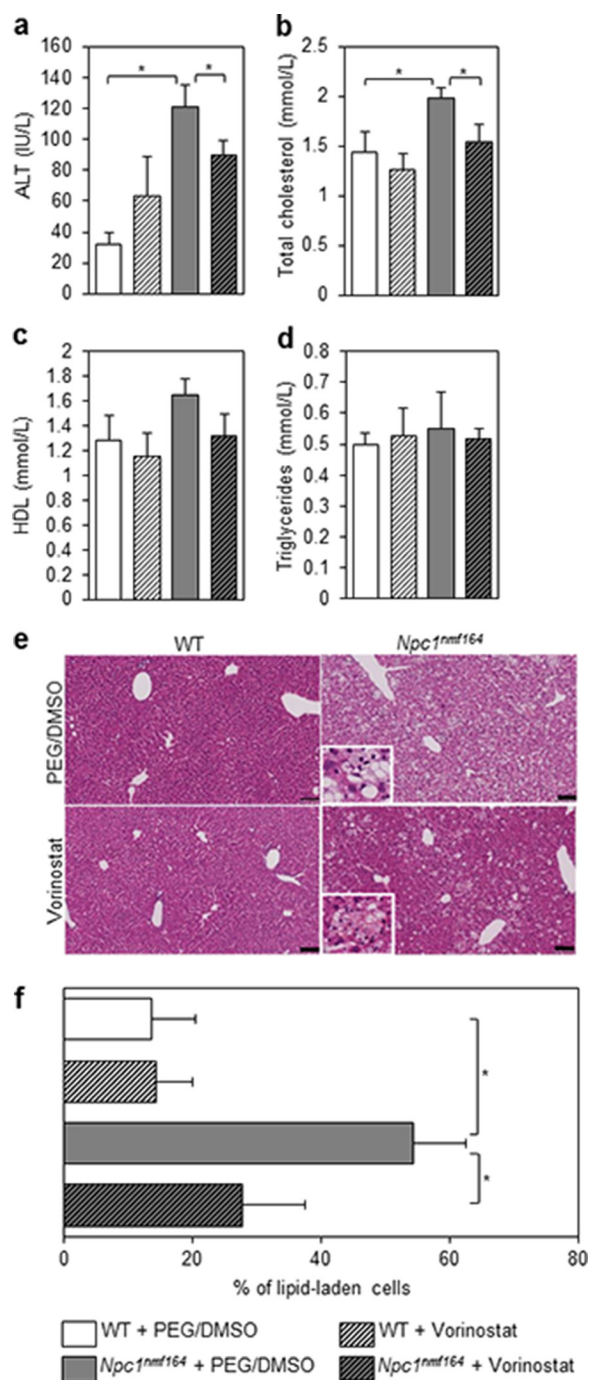 a
b
160
140
120
100
80
60
40
20
0
ALT (IU/L)
*
*
2.5
2
1.5
1
0.5
0
Total cholesterol (mmol/L)
*
*
c
d
2
1.8
1.6
1.4
1.2
1
0.8
0.6
0.4
0.2
0
HDL (mmol/L)
0.8
0.7
0.6
0.5
0.4
0.3
0.2
0.1
0
Triglycerides (mmol/L)
e
WT
Npc1nmf164
PEG/DMSO
Vorinostat
f
*
*
0 20 40 60 80
% of lipid-laden cells
WT + PEG/DMSO
WT + Vorinostat
Npc1nmf164 + PEG/DMSO
Npc1nmf164 + Vorinostat